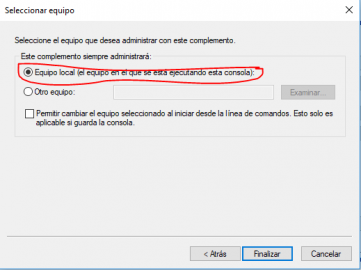 Seleccionar equipo
Seleccione el equipo que desea administrar con este complemento.
Este complemento siempre administrará:
Equipo local (el equipo en el que se está ejecutando esta consola):
Otro equipo:
Examinar...
Permitir cambiar el equipo seleccionado al iniciar desde la línea de comandos. Esto solo es
aplicable si guarda la consola.
< Atrás
Finalizar
Cancelar